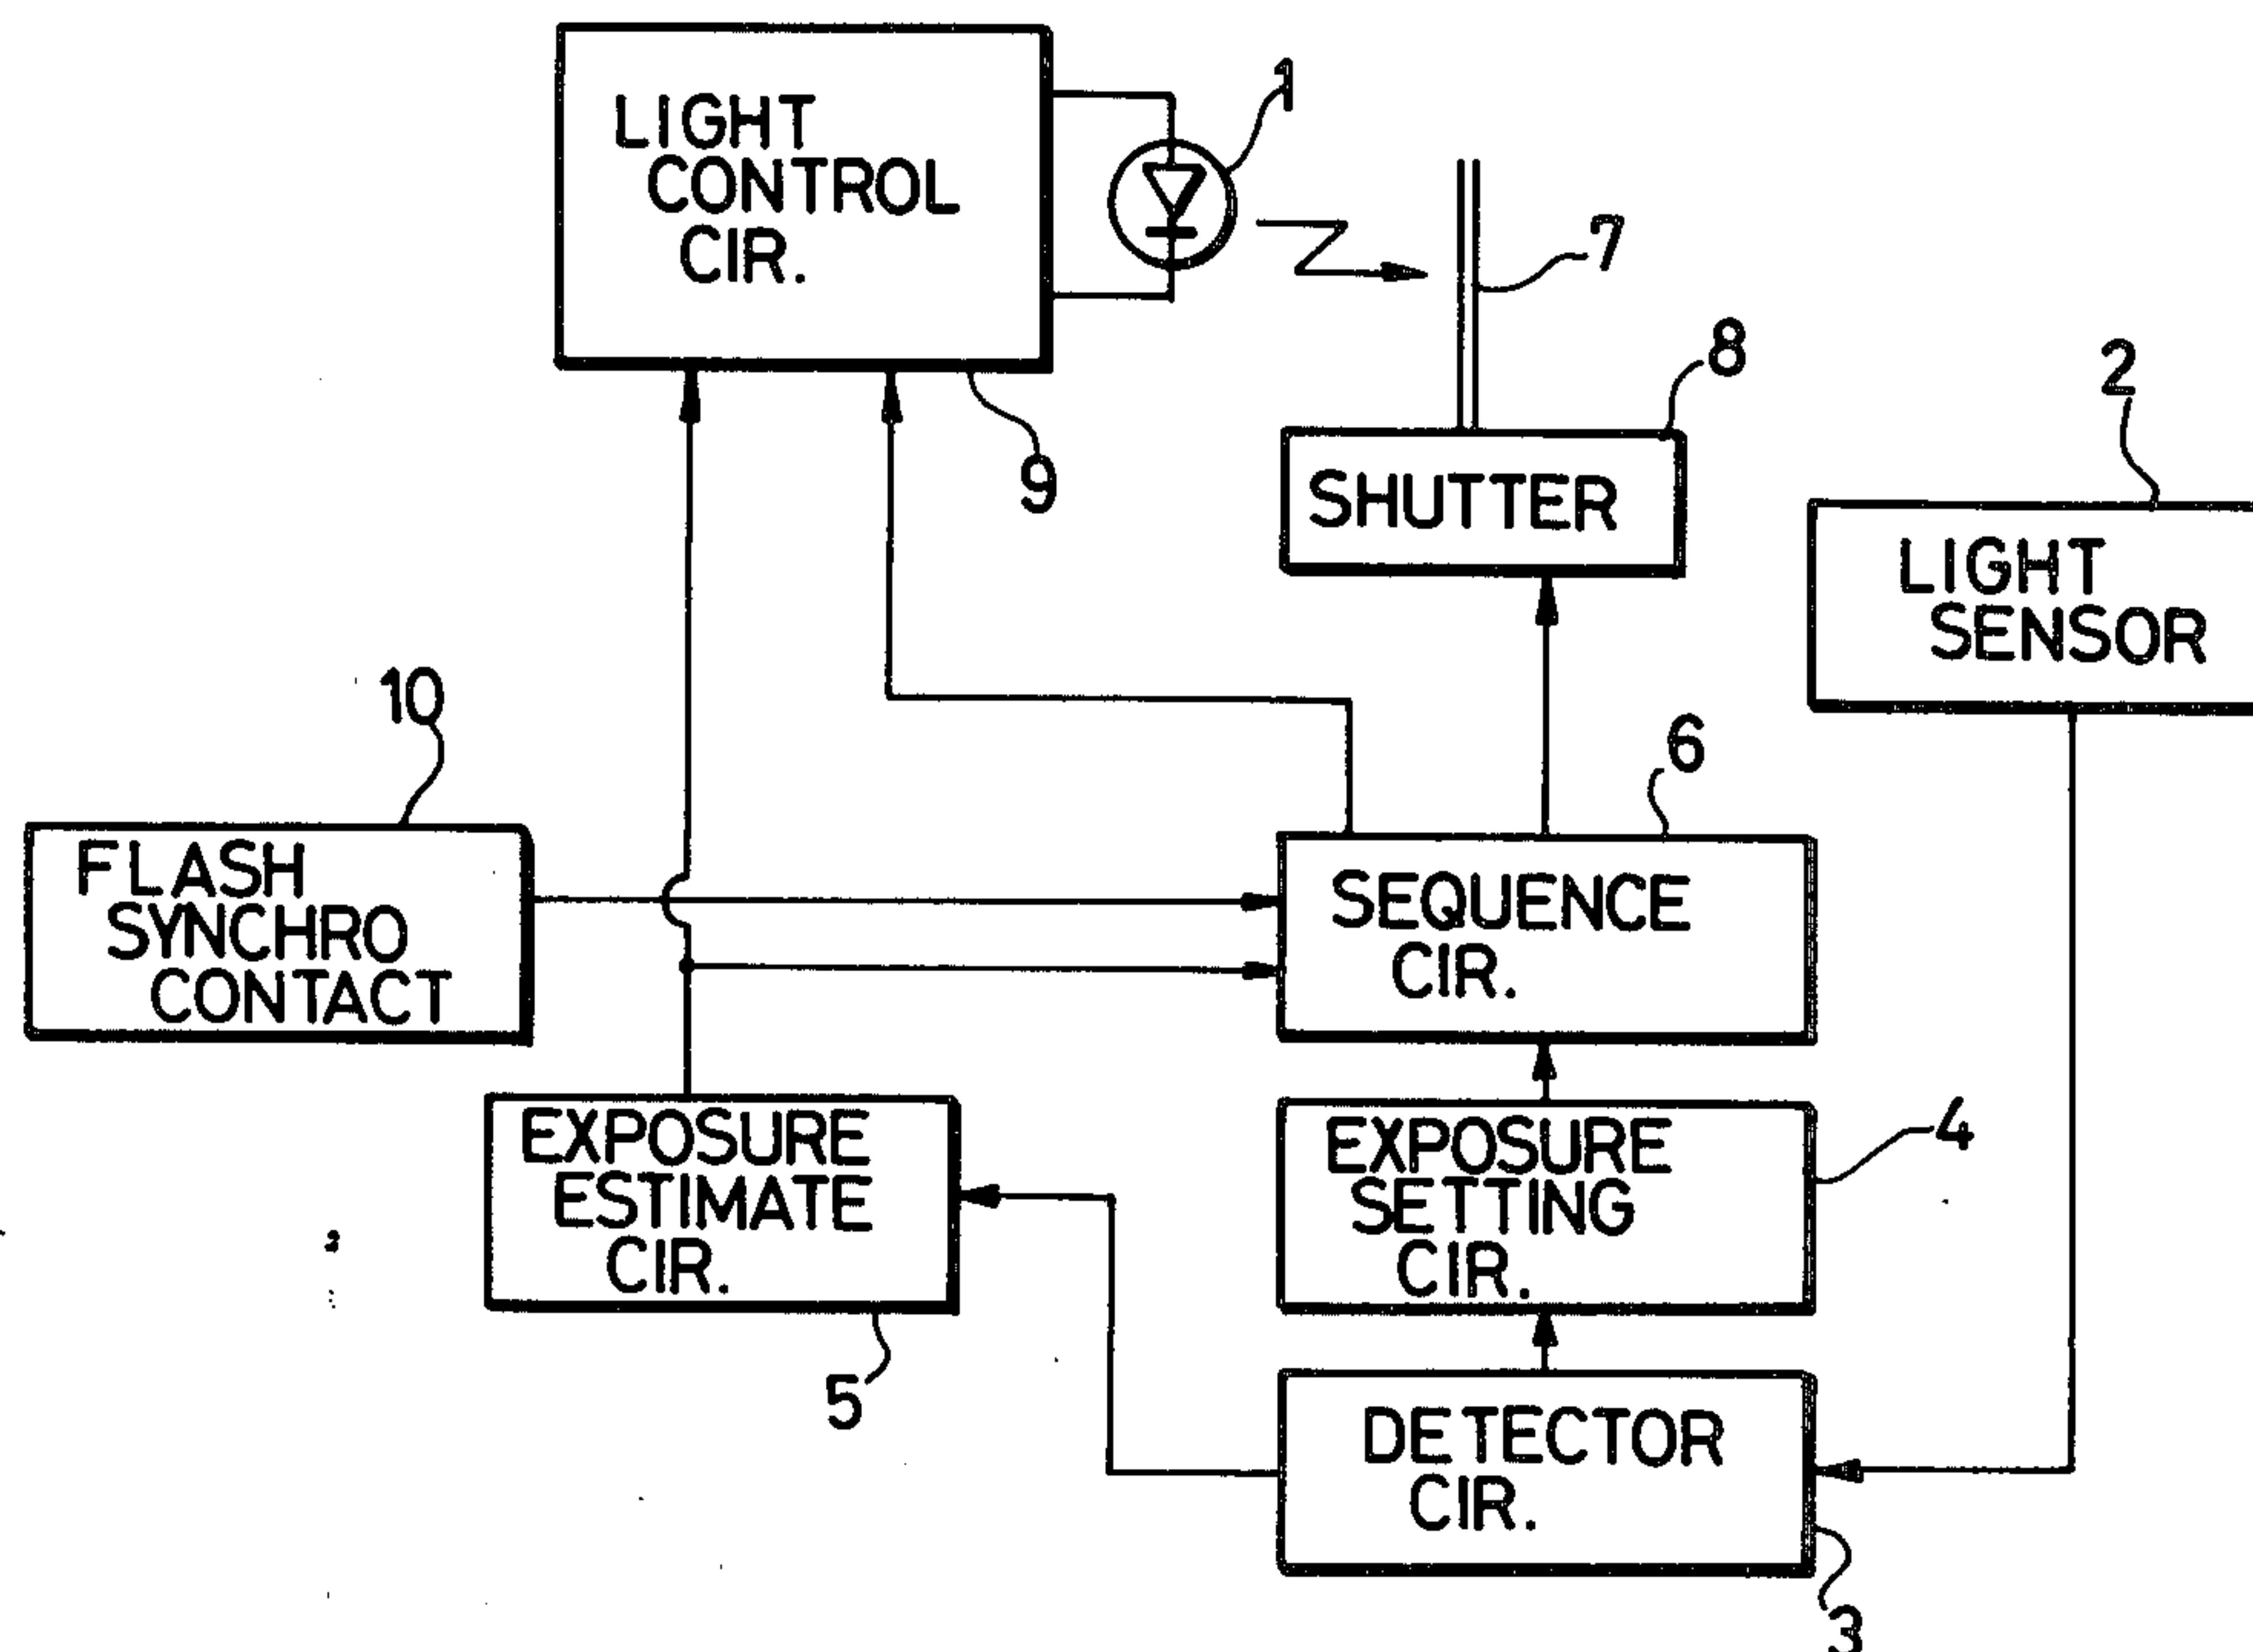 LIGHT
CONTROL
CIR.
1
7
8
2
9
SHUTTER
LIGHT
SENSOR
10
6
FLASH
SYNCHRO
CONTACT
SEQUENCE
CIR.
EXPOSURE
ESTIMATE
CIR.
EXPOSURE
SETTING
CIR.
4
5
DETECTOR
CIR.
3